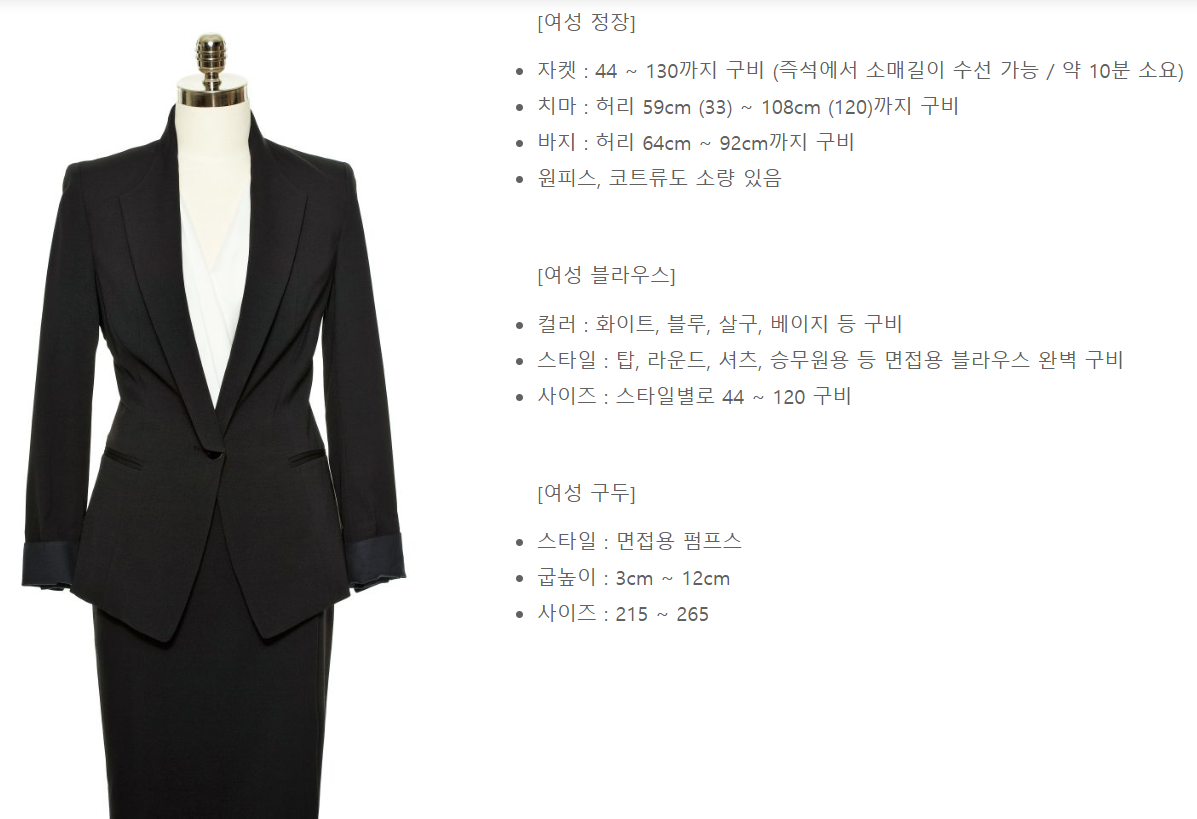 [여성 정장]
자켓 : 44 ~ 130까지 구비 (즉석에서 소매길이 수선 가능 / 약 10분 소요)
치마 : 허리 59cm (33) ~ 108cm (120)까지 구비
바지 : 허리 64cm ~ 92cm까지 구비
원피스, 코트류도 소량 있음
[여성 블라우스]
컬러 : 화이트, 블루, 살구, 베이지 등 구비
스타일 : 탑, 라운드, 셔츠, 승무원용 등 면접용 블라우스 완벽 구비
사이즈 : 스타일별로 44 ~ 120 구비
[여성 구두]
스타일 : 면접용 펌프스
굽높이 : 3cm ~ 12cm
사이즈 : 215 ~ 265